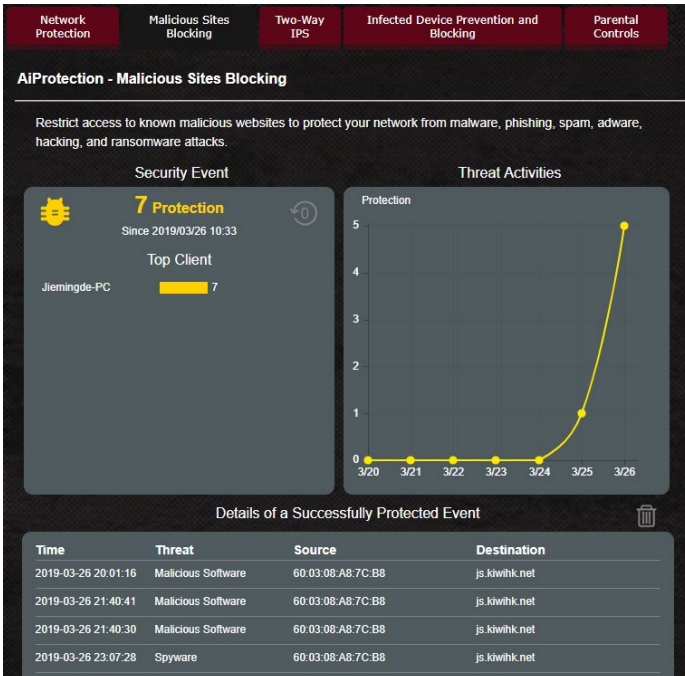 Network Protection
Malicious Sites Blocking
Two-Way IPS
Infected Device Prevention and Blocking
Parental Controls
AiProtection - Malicious Sites Blocking
Restrict access to known malicious websites to protect your network from malware, phishing, spam, adware,
hacking, and ransomware attacks.
Security Event
7 Protection
Since 2019/03/26 10:33
0
Top Client
Jiemingde-PC 7
Threat Activities
Protection
5
4
3
2
1
0
3/20 3/21 3/22 3/23 3/24 3/25 3/26
Details of a Successfully Protected Event
Time Threat Source Destination
2019-03-26 20:01:16 Malicious Software 60:03:08:A8:7C:B8 js.kiwihk.net
2019-03-26 21:40:41 Malicious Software 60:03:08:A8:7C:B8 js.kiwihk.net
2019-03-26 21:40:30 Malicious Software 60:03:08:A8:7C:B8 js.kiwihk.net
2019-03-26 23:07:28 Spyware 60:03:08:A8:7C:B8 js.kiwihk.net